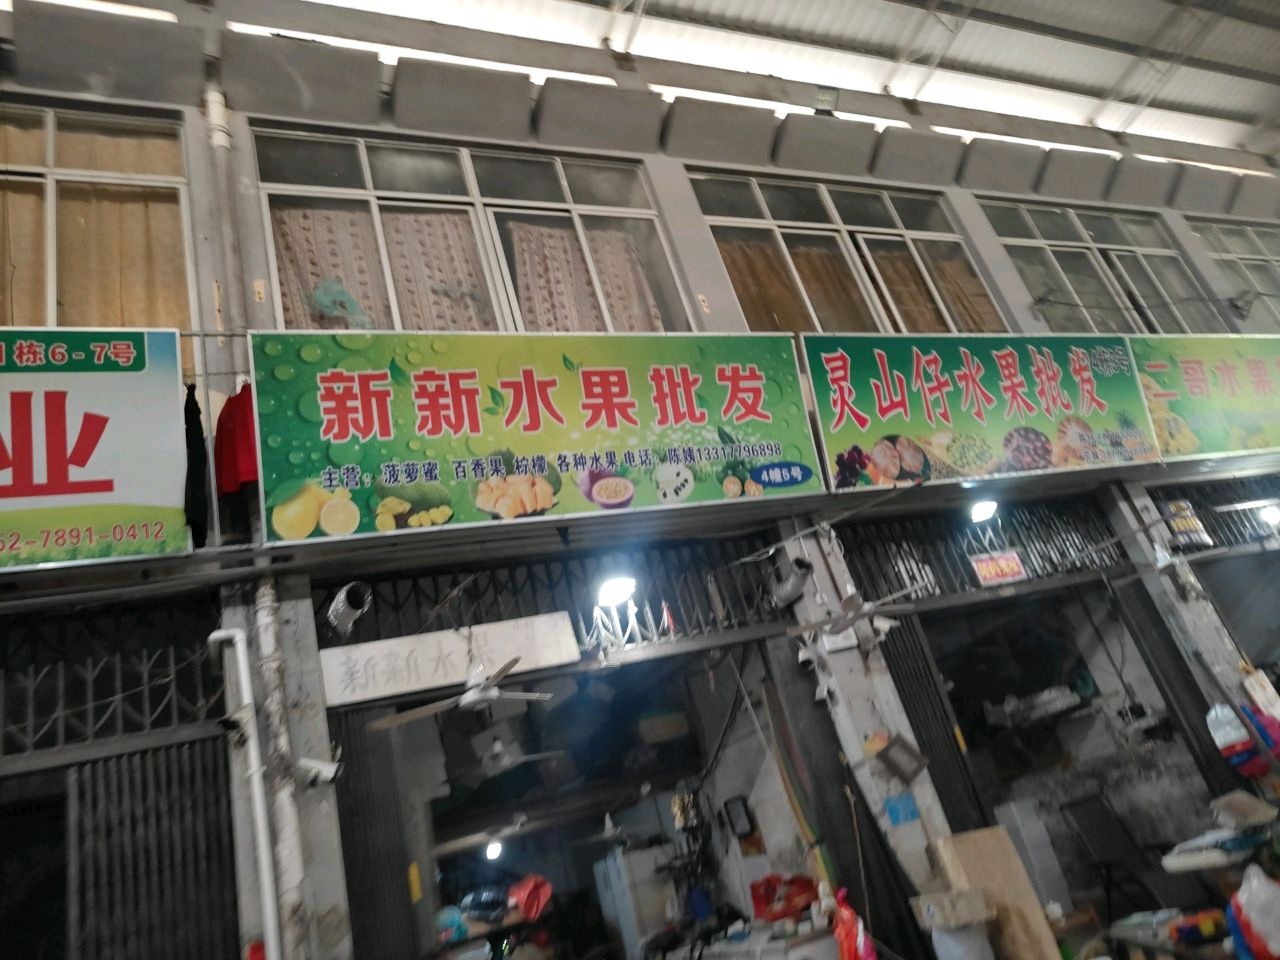 栋6-7号
业
52-7891-0412
新新水果批发
主营：菠萝蜜 百香果 柠檬 各种水果 电话：陈姨13317796898
4幢5号
灵山仔水果批发
二哥水果
新新水果